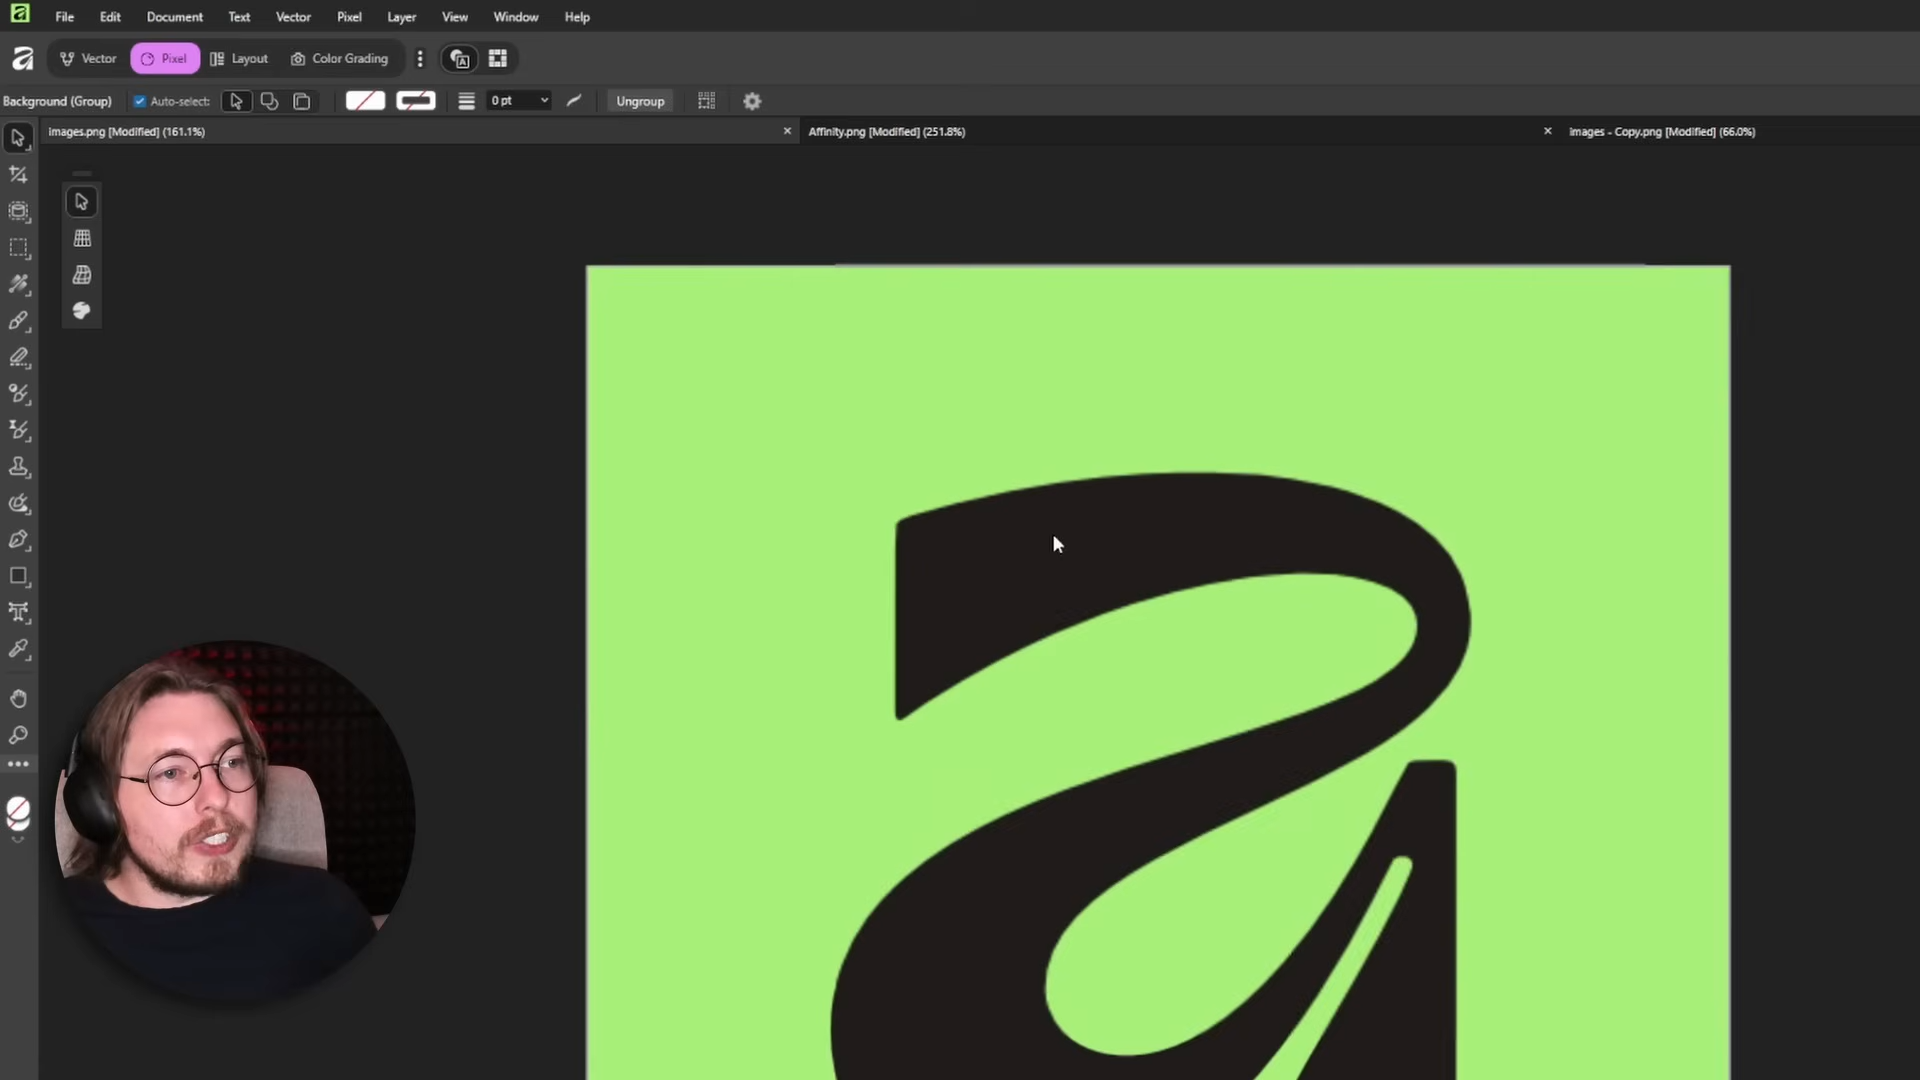 File Edit Document Text Vector Pixel Layer View Window Help
Vector Pixel Layout Color Grading
Background (Group) Auto-select: 0 pt Ungroup
images.png [Modified] (161.1%) Affinity.png [Modified] (251.8%) images - Copy.png [Modified] (66.0%)
a